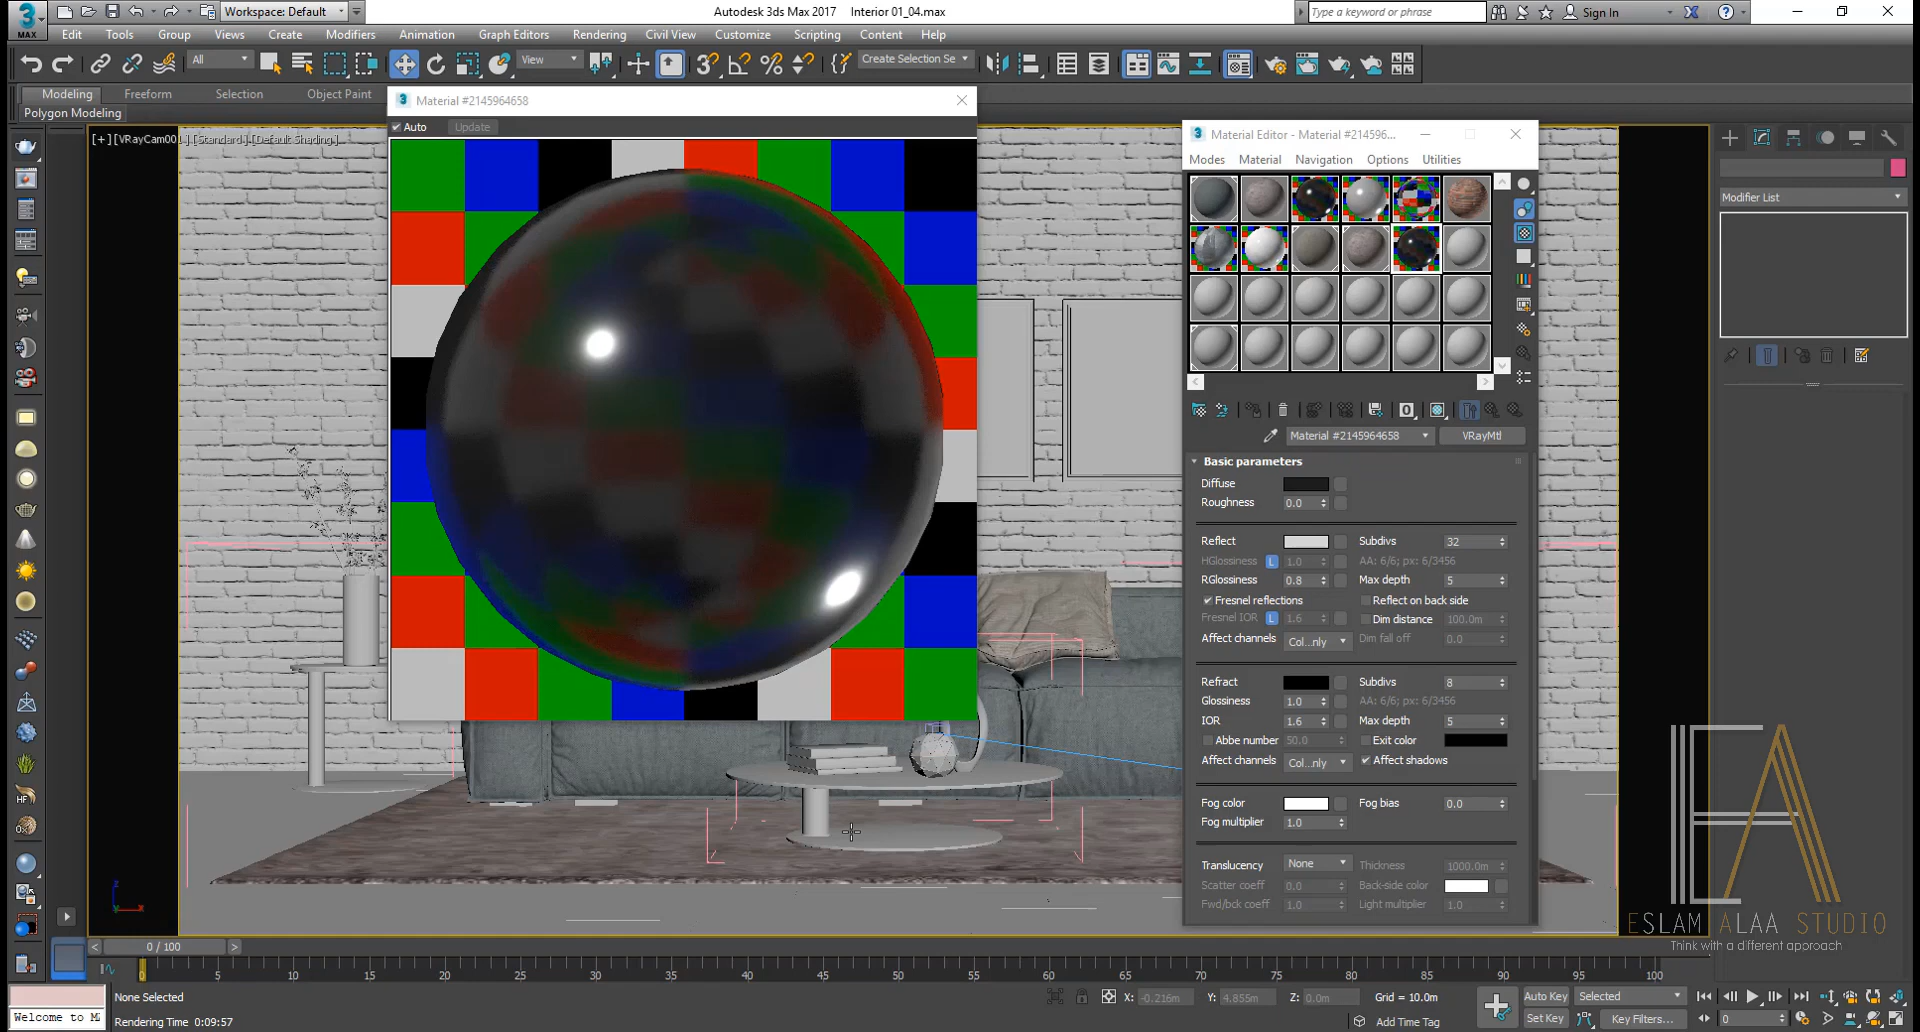 Workspace: Default
Autodesk 3ds Max 2017 Interior 01_04.max
Type a keyword or phrase
Sign In
MAX
Edit Tools Group Views Create Modifiers Animation Graph Editors Rendering Civil View Customize Scripting Content Help
All
View
Create Selection Se
Modeling Freeform Selection Object Paint
Polygon Modeling
Material #2145964658
Auto Update
[+] [VRayCam001] [Standard] [Default Shading]
Material Editor - Material #214596...
Modes Material Navigation Options Utilities
Modifier List
Material #2145964658 VRayMtl
Basic parameters
Diffuse
Roughness 0.0
Reflect Subdivs 32
HGlossiness L 1.0 AA: 6/6; px: 6/3456
RGlossiness 0.8 Max depth 5
Fresnel reflections Reflect on back side
Fresnel IOR L 1.6 Dim distance 100.0m
Affect channels Col...nly Dim fall off 0.0
Refract Subdivs 8
Glossiness 1.0 AA: 6/6; px: 6/3456
IOR 1.6 Max depth 5
Abbe number 50.0 Exit color
Affect channels Col...nly Affect shadows
Fog color Fog bias 0.0
Fog multiplier 1.0
Translucency None Thickness 1000.0m
Scatter coeff 0.0 Back-side color
Fwd/bck coeff 1.0 Light multiplier 1.0
ESLAM ALAA STUDIO
Think with a different approach
0 / 100
0 5 10 15 20 25 30 35 40 45 50 55 60 65 70 75 80 85 90 95 100
None Selected
X: -0.216m Y: 4.855m Z: 0.0m Grid = 10.0m
Auto Key Selected
Welcome to M
Rendering Time 0:09:57
Add Time Tag
Set Key Key Filters... 0